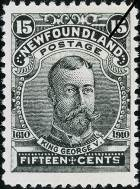 15 15
NEWFOUNDLAND
POSTAGE
1610 1910
KING GEORGE V
FIFTEEN CENTS